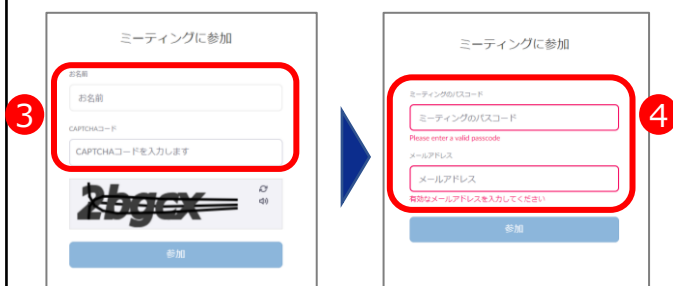 ミーティングに参加
お名前
お名前
3
CAPTCHAコード
CAPTCHAコードを入力します
2bgcx
参加
ミーティングに参加
ミーティングのパスコード
ミーティングのパスコード
4
Please enter a valid passcode
メールアドレス
メールアドレス
有効なメールアドレスを入力してください
参加